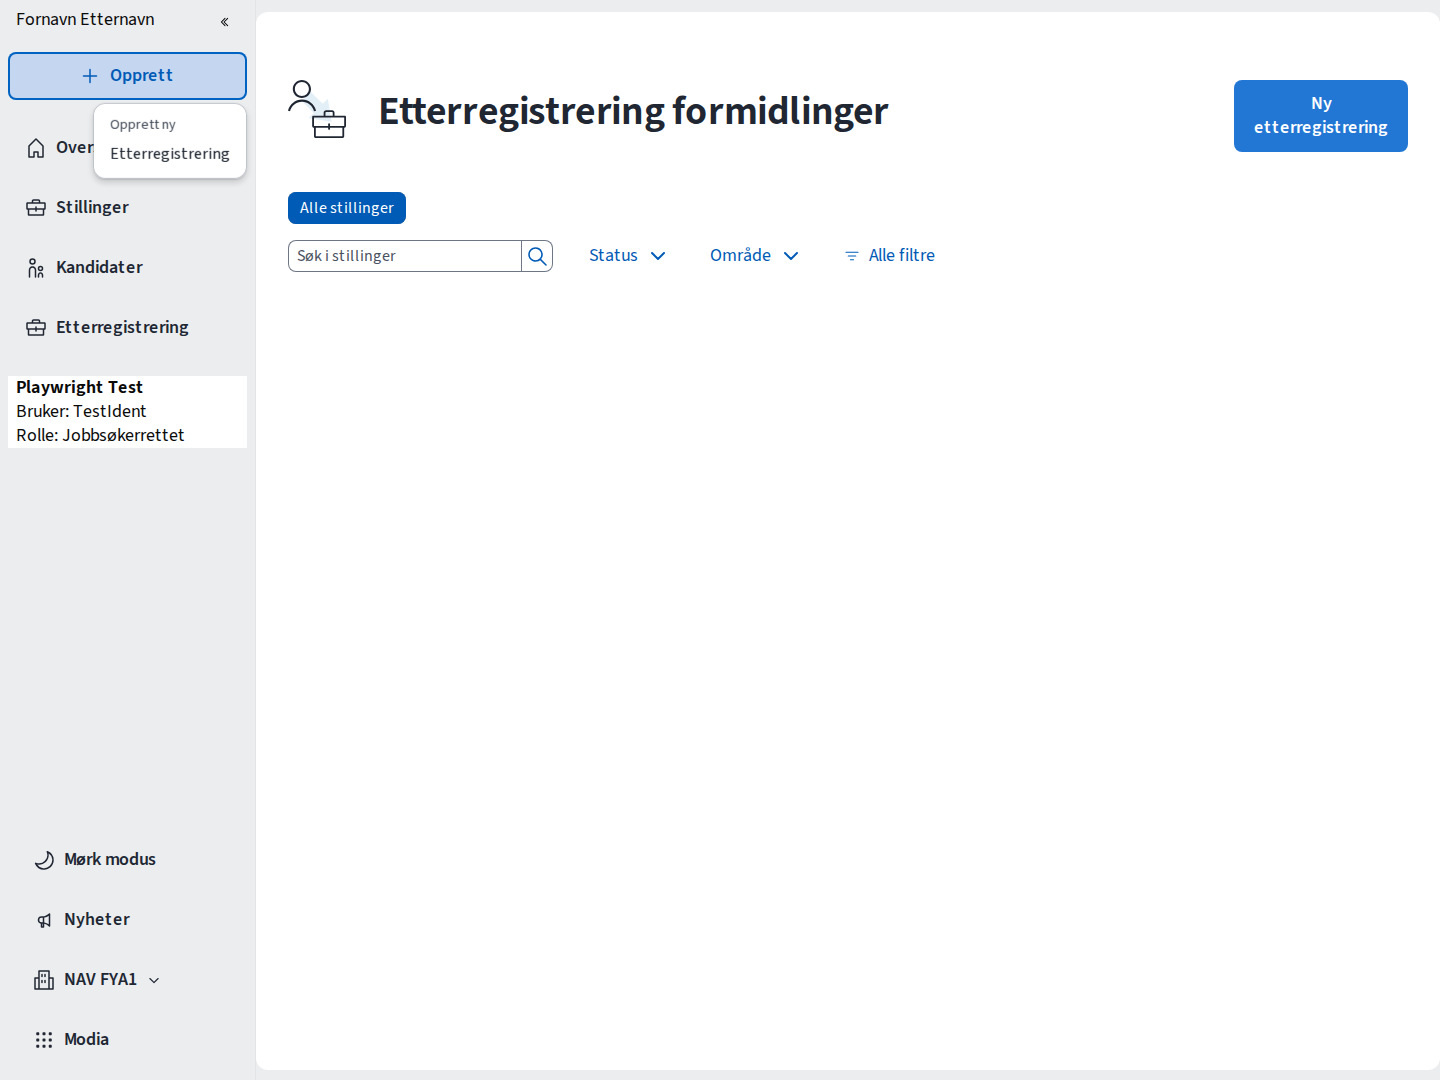 Fornavn Etternavn
Opprett
Opprett ny
Etterregistrering
Over
Stillinger
Kandidater
Etterregistrering
Playwright Test
Bruker: TestIdent
Rolle: Jobbsøkerrettet
Mørk modus
Nyheter
NAV FYA1
Modia
Etterregistrering formidlinger
Ny
etterregistrering
Alle stillinger
Søk i stillinger
Status
Område
Alle filtre